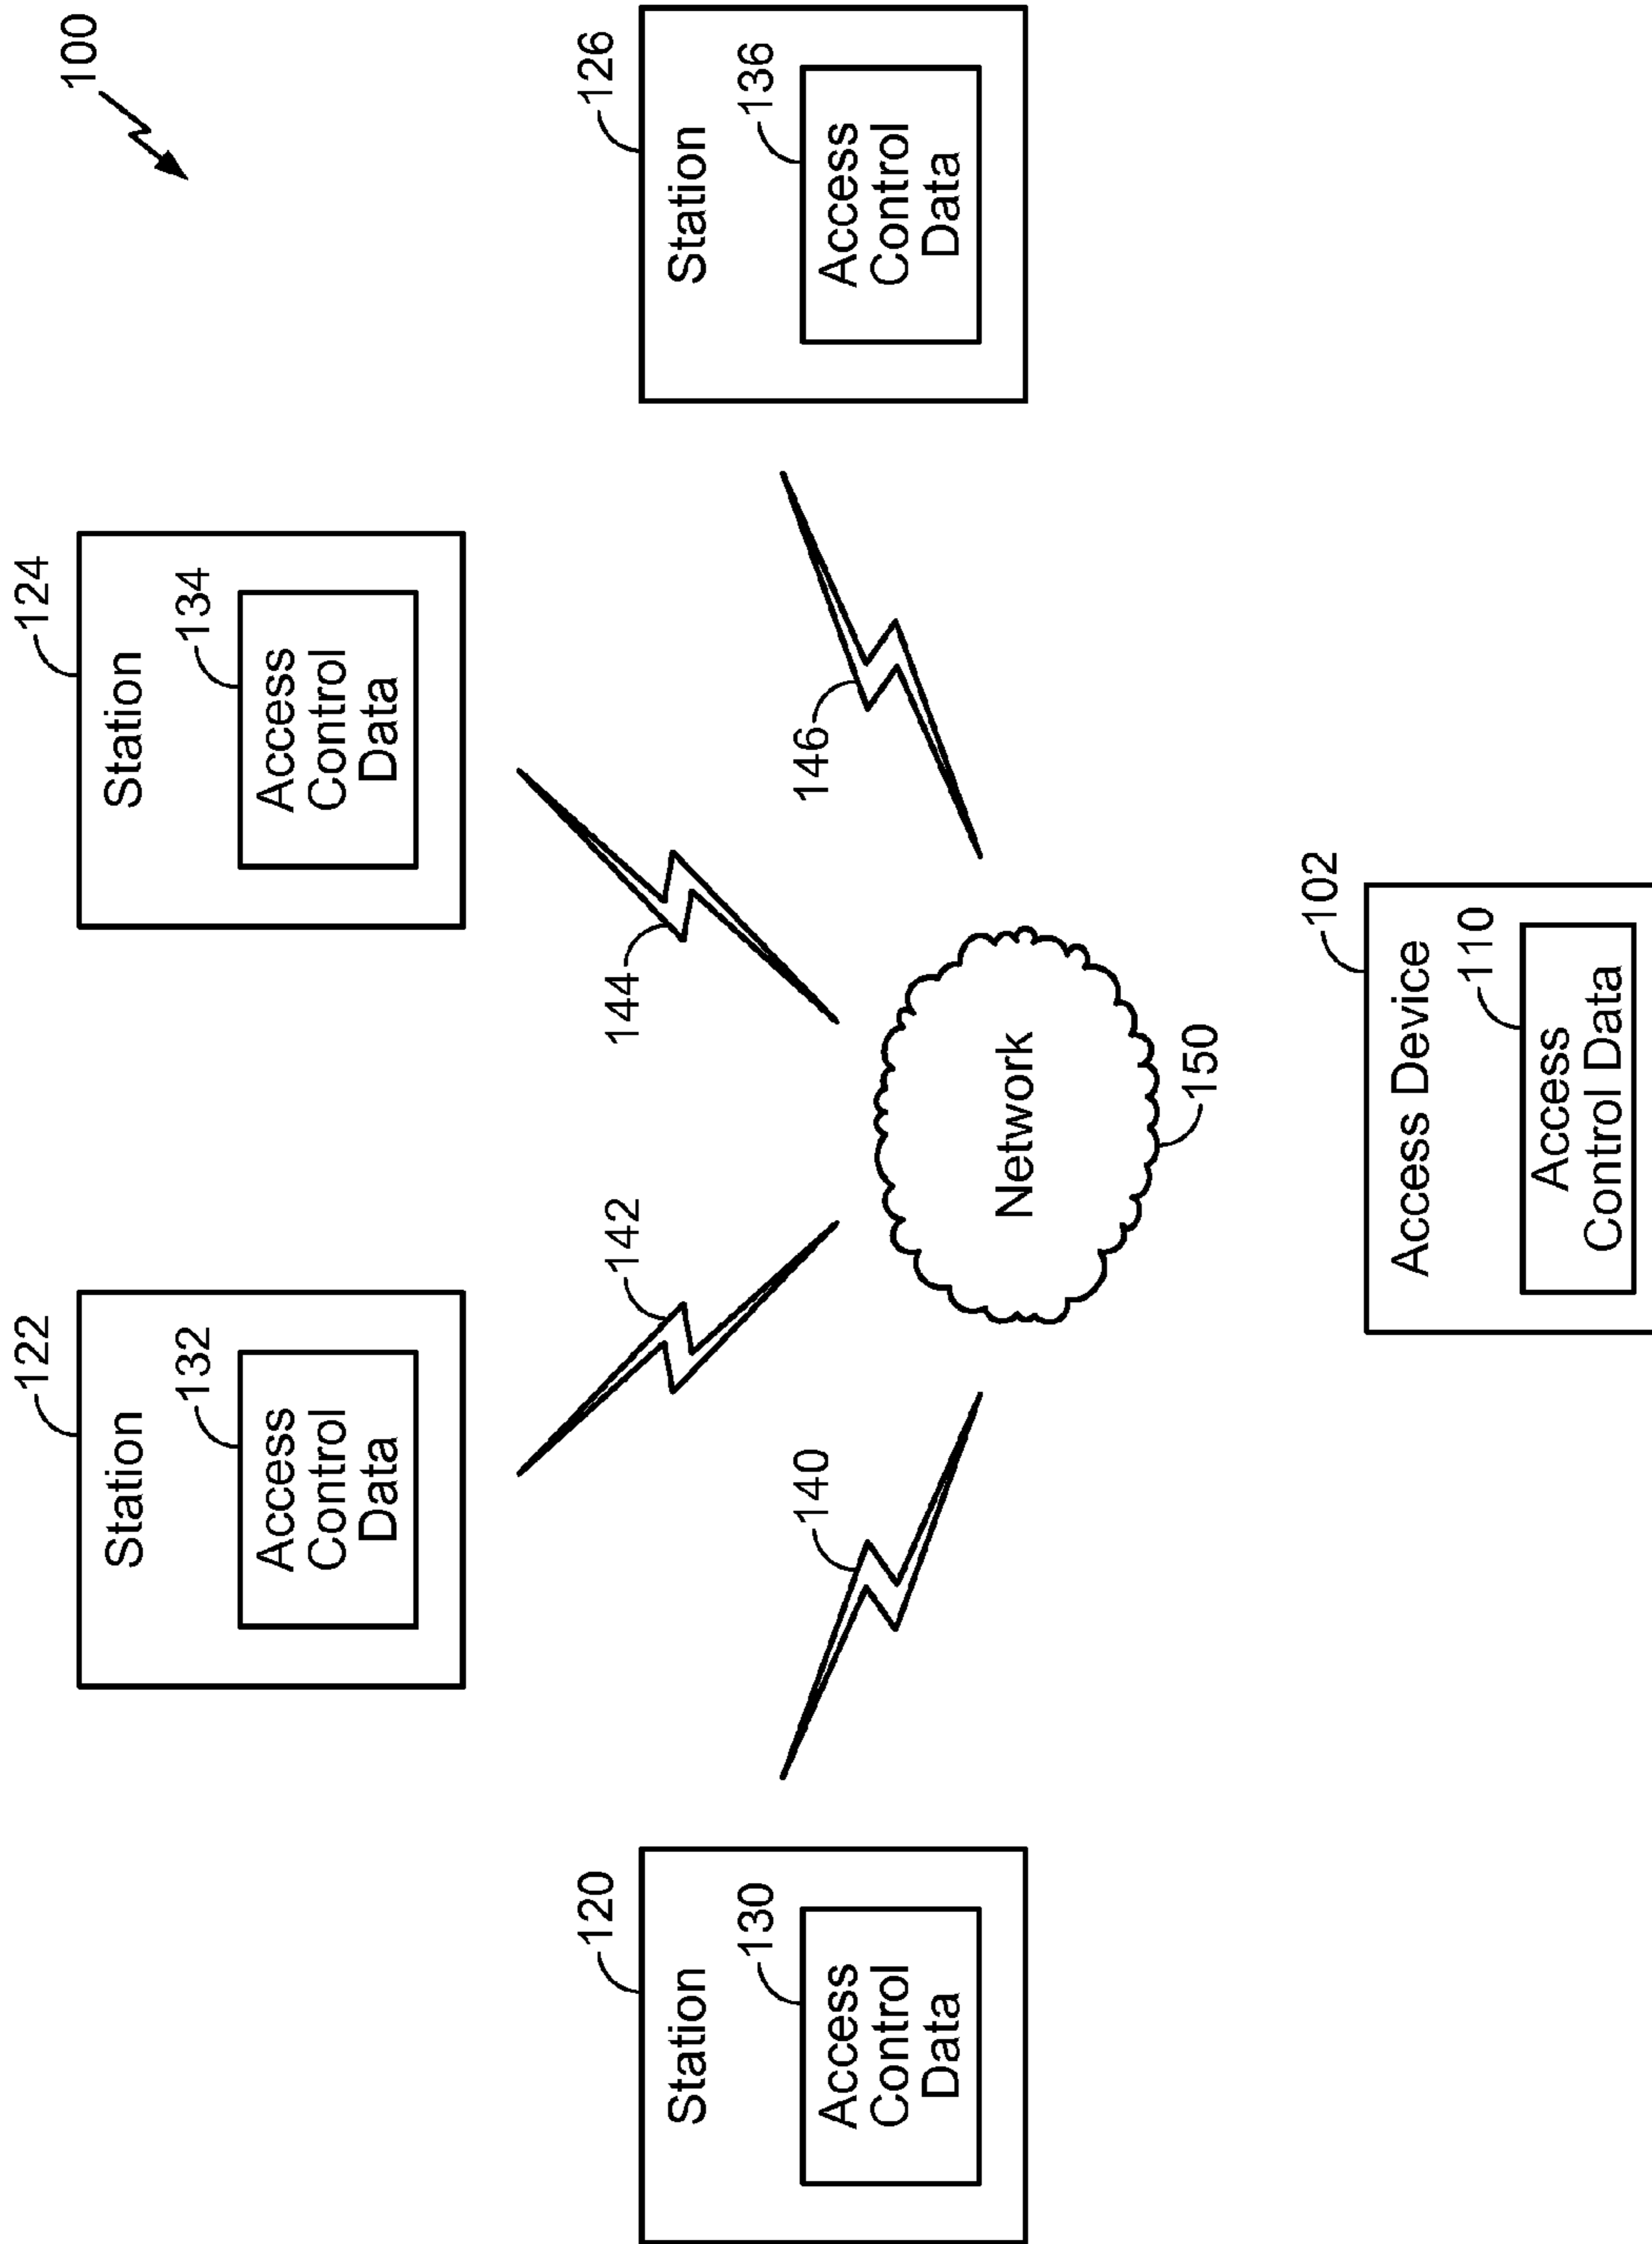 100
122
Station
132
Access
Control
Data
124
Station
134
Access
Control
Data
120
Station
130
Access
Control
Data
140
142
144
146
126
Station
136
Access
Control
Data
Network
150
102
Access Device
110
Access
Control Data